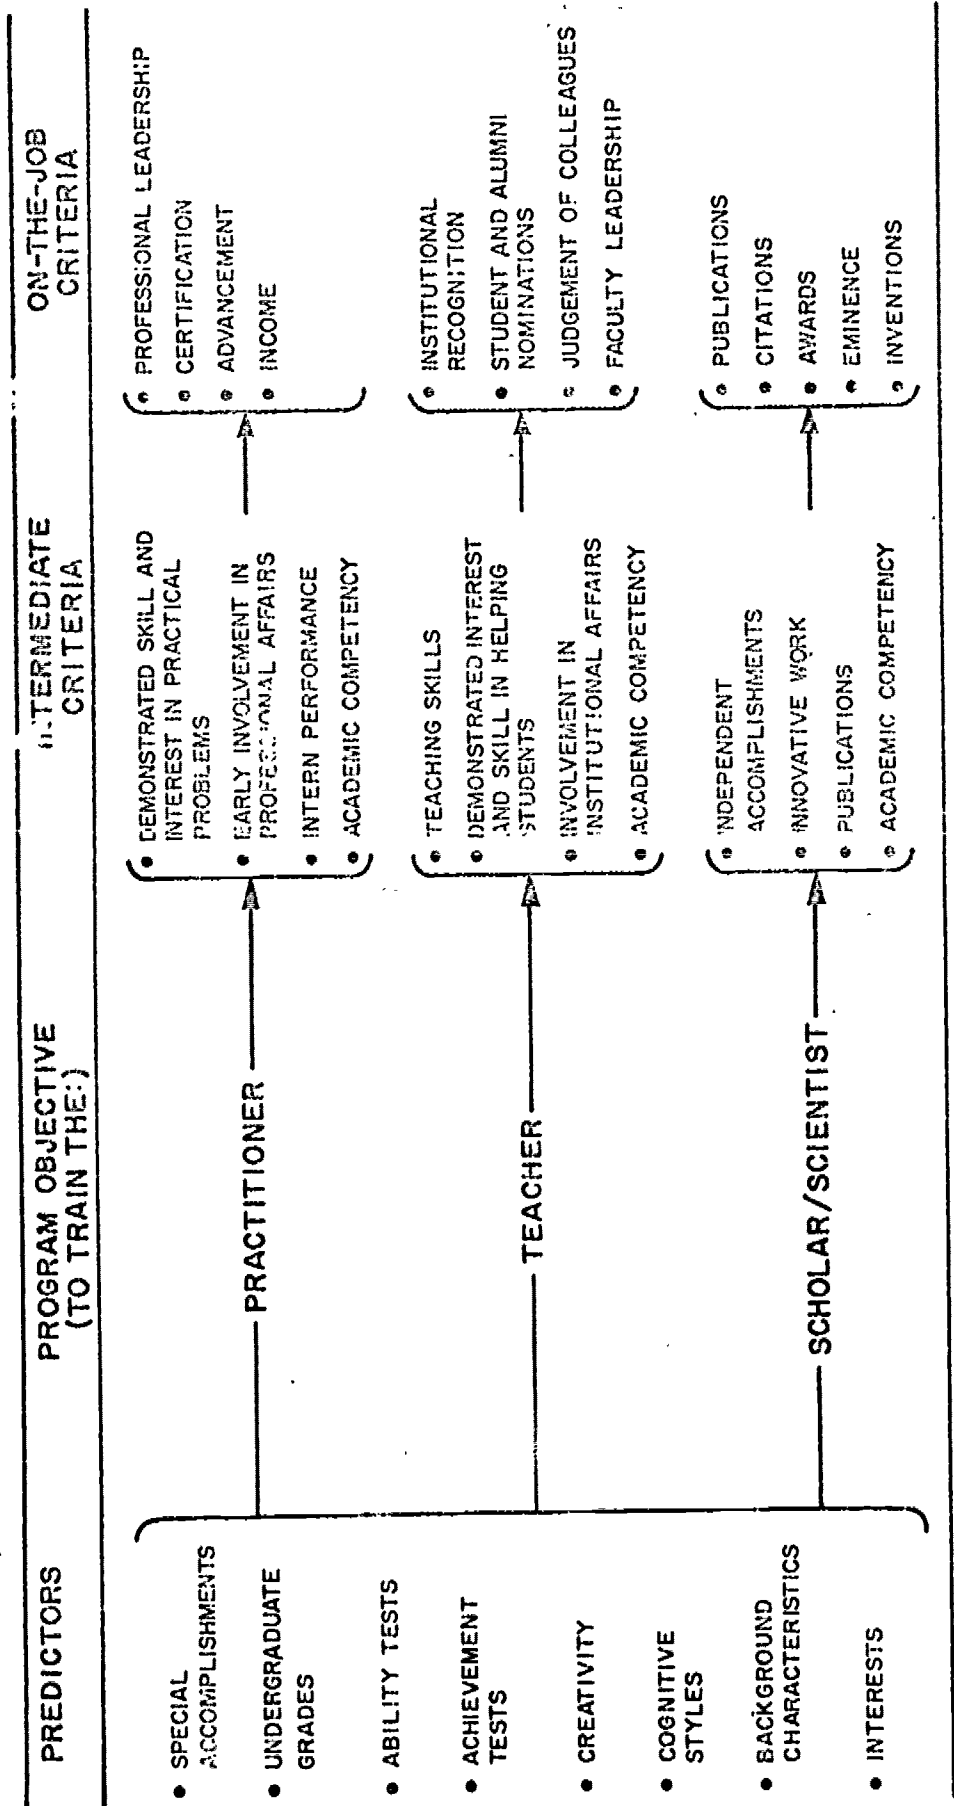 PREDICTORS
PROGRAM OBJECTIVE
(TO TRAIN THE:)
INTERMEDIATE
CRITERIA
ON-THE-JOB
CRITERIA
• SPECIAL
ACCOMPLISHMENTS
• UNDERGRADUATE
GRADES
• ABILITY TESTS
• ACHIEVEMENT
TESTS
• CREATIVITY
• COGNITIVE
STYLES
• BACKGROUND
CHARACTERISTICS
• INTERESTS
PRACTITIONER
• DEMONSTRATED SKILL AND
INTEREST IN PRACTICAL
PROBLEMS
• EARLY INVOLVEMENT IN
PROFESSIONAL AFFAIRS
• INTERN PERFORMANCE
• ACADEMIC COMPETENCY
• PROFESSIONAL LEADERSHIP
• CERTIFICATION
• ADVANCEMENT
• INCOME
TEACHER
• TEACHING SKILLS
• DEMONSTRATED INTEREST
AND SKILL IN HELPING
STUDENTS
• INVOLVEMENT IN
INSTITUTIONAL AFFAIRS
• ACADEMIC COMPETENCY
• INSTITUTIONAL
RECOGNITION
• STUDENT AND ALUMNI
NOMINATIONS
• JUDGEMENT OF COLLEAGUES
• FACULTY LEADERSHIP
SCHOLAR/SCIENTIST
• INDEPENDENT
ACCOMPLISHMENTS
• INNOVATIVE WORK
• PUBLICATIONS
• ACADEMIC COMPETENCY
• PUBLICATIONS
• CITATIONS
• AWARDS
• EMINENCE
• INVENTIONS